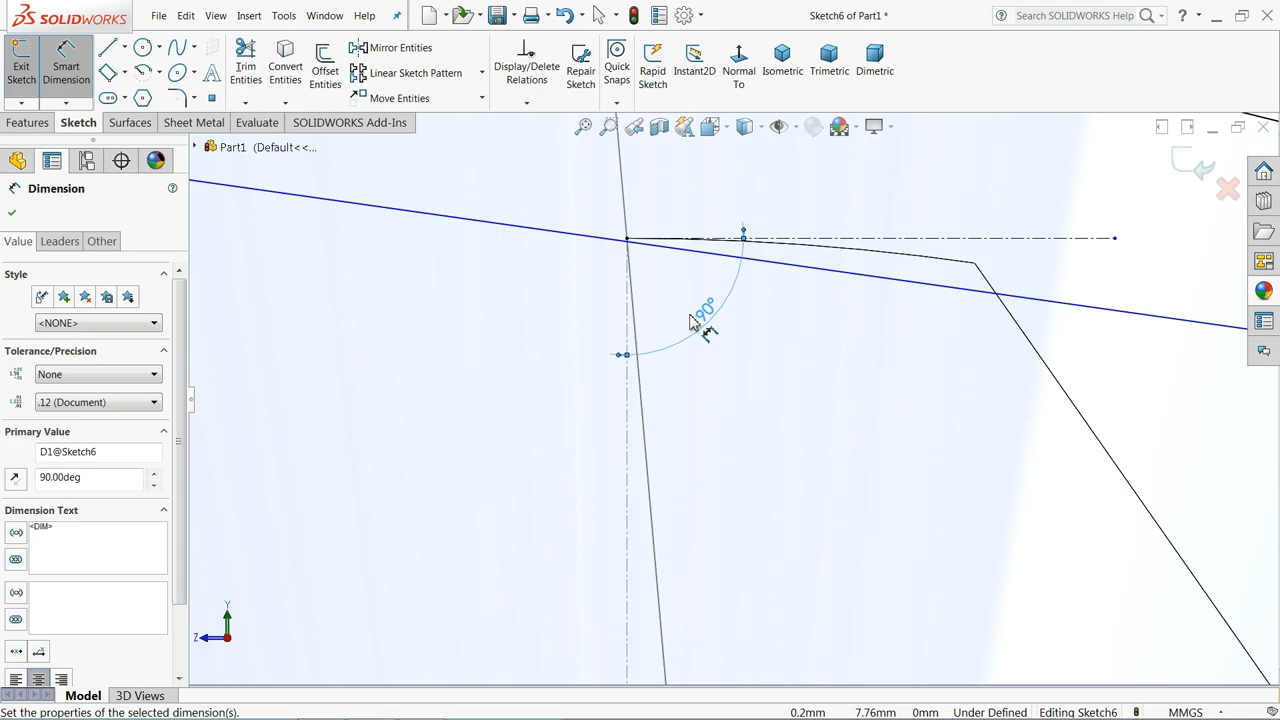 SOLIDWORKS File Edit View Insert Tools Window Help Sketch6 of Part1 * Search SOLIDWORKS Help
Exit Sketch Smart Dimension Trim Entities Convert Entities Offset Entities Mirror Entities Linear Sketch Pattern Move Entities Display/Delete Relations Repair Sketch Quick Snaps Rapid Sketch Instant2D Normal To Isometric Trimetric Dimetric
Features Sketch Surfaces Sheet Metal Evaluate SOLIDWORKS Add-Ins
Part1 (Default<<...
Dimension
Value Leaders Other
Style
<NONE>
Tolerance/Precision
None
.12 (Document)
Primary Value
D1@Sketch6
90.00deg
Dimension Text
<DIM>
90°
Y
Z
Model 3D Views
Set the properties of the selected dimension(s). 0.2mm 7.76mm 0mm Under Defined Editing Sketch6 MMGS